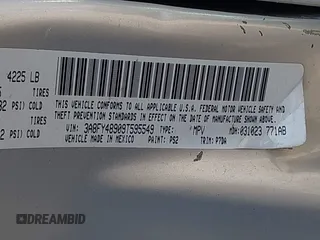 4225 LB
TIRES
PSI) COLD
TIRES
PSI) COLD
THIS VEHICLE CONFORMS TO ALL APPLICABLE U.S.A. FEDERAL MOTOR VEHICLE SAFETY, BUMPER,
AND THEFT PREVENTION STANDARDS IN EFFECT ON THE DATE OF MANUFACTURE SHOWN ABOVE.
VIN: 3A8FY48909T595549 TYPE: MPV MDH: 031023 771AB
VEHICLE MADE IN MEXICO PAINT: PS2 TRIM: P7DA
DREAMBID